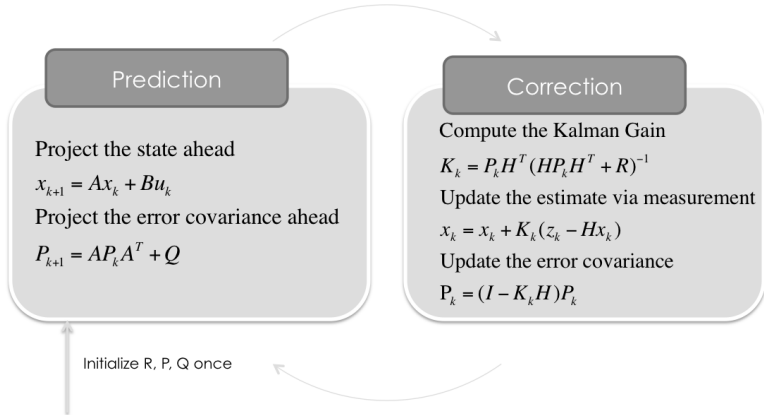 Prediction
Project the state ahead
x_{k+1} = Ax_k + Bu_k
Project the error covariance ahead
P_{k+1} = AP_kA^T + Q
Correction
Compute the Kalman Gain
K_k = P_kH^T(HP_kH^T + R)^{-1}
Update the estimate via measurement
x_k = x_k + K_k(z_k − Hx_k)
Update the error covariance
P_k = (I − K_kH)P_k
Initialize R, P, Q once